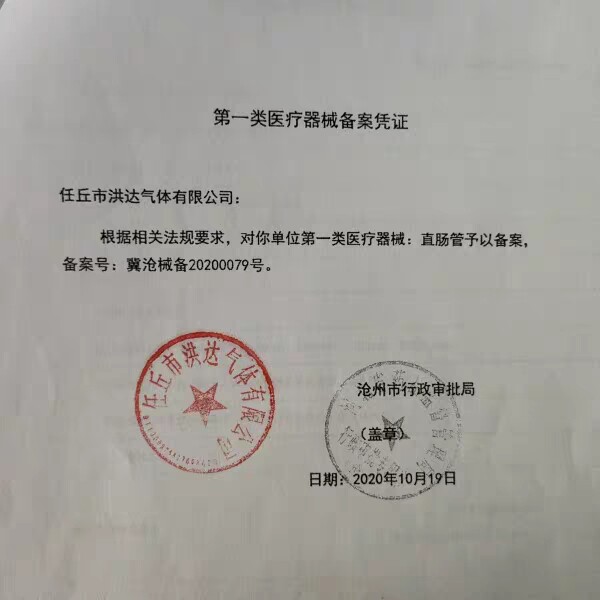 第一类医疗器械备案凭证
任丘市洪达气体有限公司：
根据相关法规要求，对你单位第一类医疗器械：直肠管予以备案，
备案号：冀沧械备20200079号。
任丘市洪达气体有限公司
沧州市行政审批局
（盖章）
日期：2020年10月19日